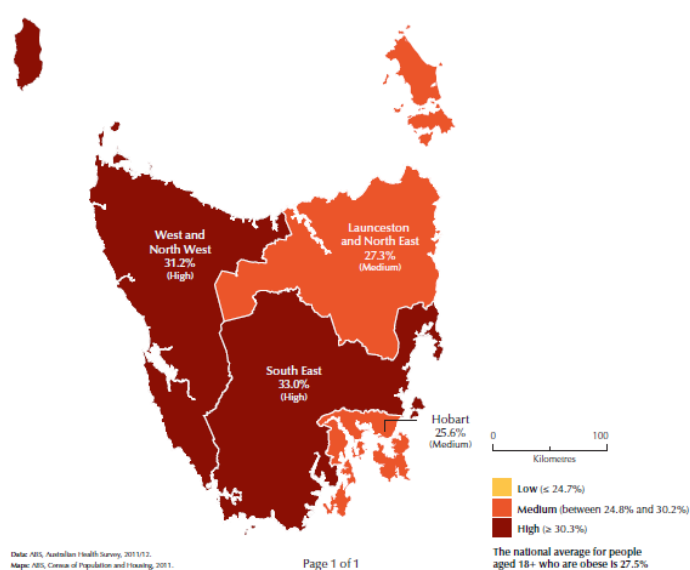 West and
North West
31.2%
(High)
Launceston
and North East
27.3%
(Medium)
South East
33.0%
(High)
Hobart
25.6%
(Medium)
0 100
Kilometres
Low (≤ 24.7%)
Medium (between 24.8% and 30.2%)
High (≥ 30.3%)
The national average for people
aged 18+ who are obese is 27.5%
Data: ABS, Australian Health Survey, 2011/12.
Maps: ABS, Census of Population and Housing, 2011.
Page 1 of 1